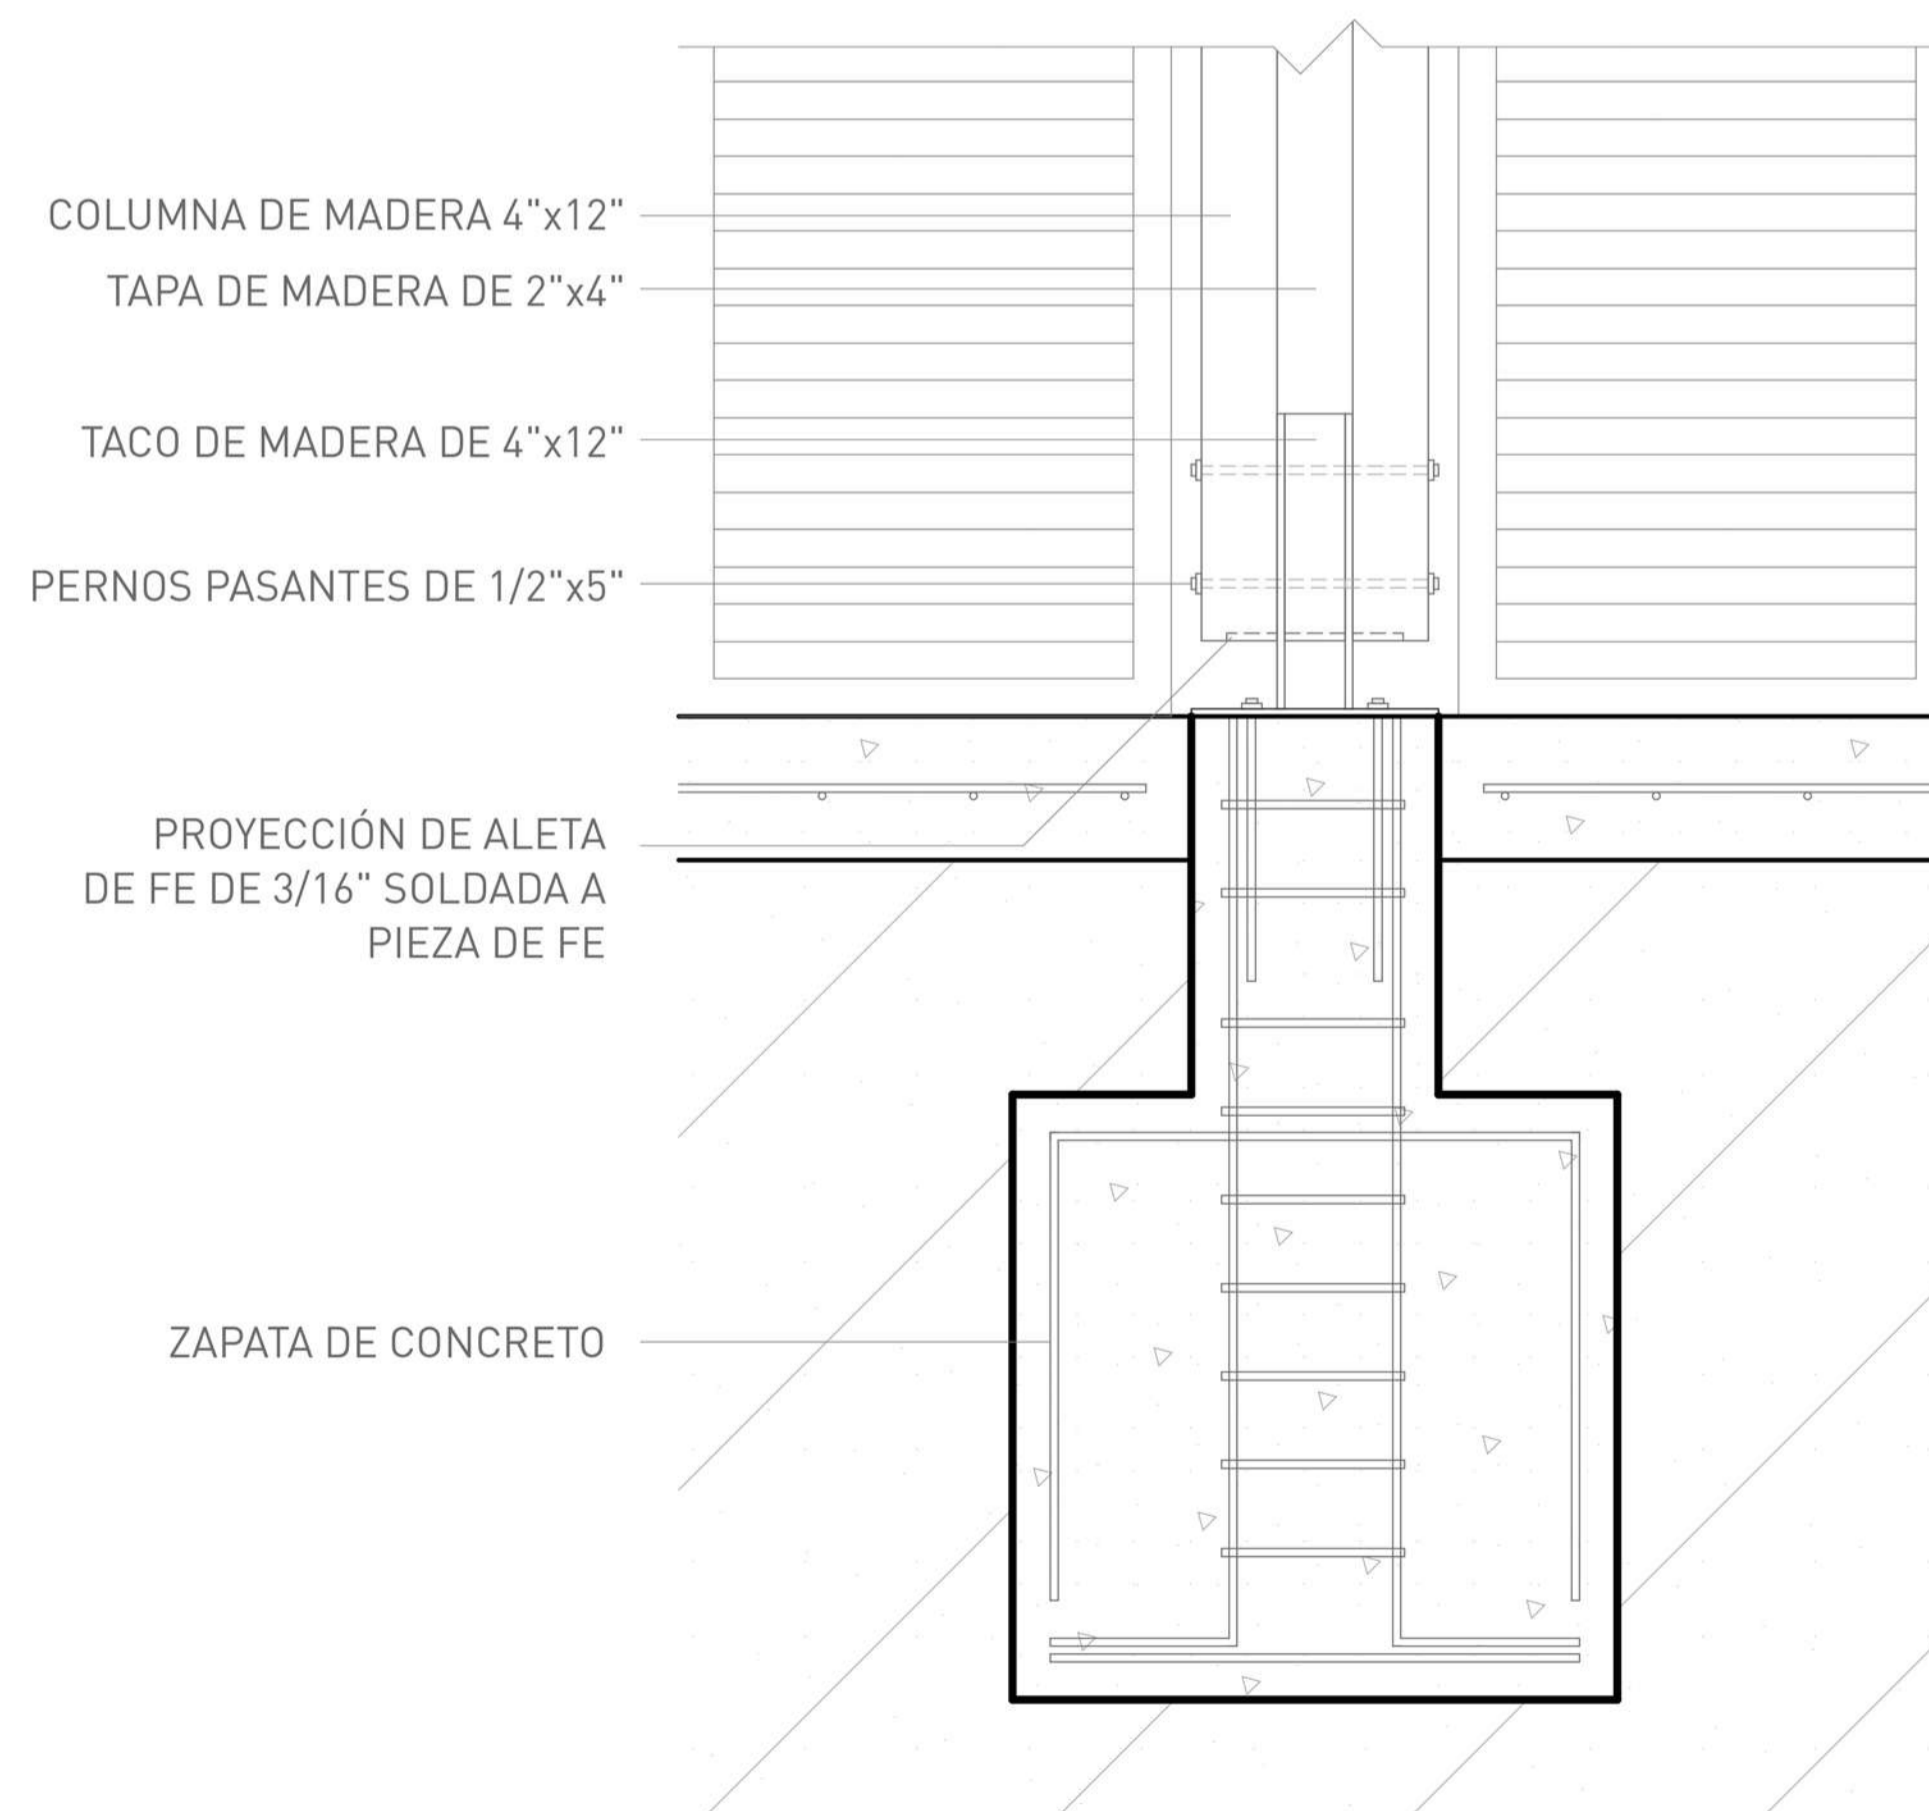 COLUMNA DE MADERA 4"x12"
TAPA DE MADERA DE 2"x4"
TACO DE MADERA DE 4"x12"
PERNOS PASANTES DE 1/2"x5"
PROYECCIÓN DE ALETA
DE FE DE 3/16" SOLDADA A
PIEZA DE FE
ZAPATA DE CONCRETO